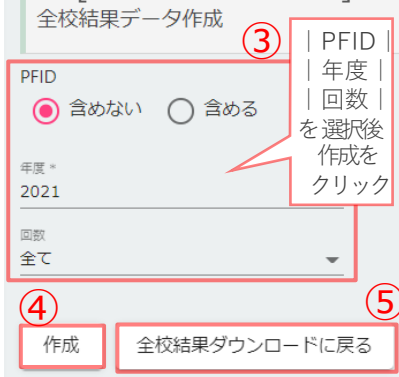 全校結果データ作成
③
｜PFID｜
｜年度｜
｜回数｜
を選択後
作成を
クリック
PFID
含めない
含める
年度 *
2021
回数
全て
④
⑤
作成
全校結果ダウンロードに戻る